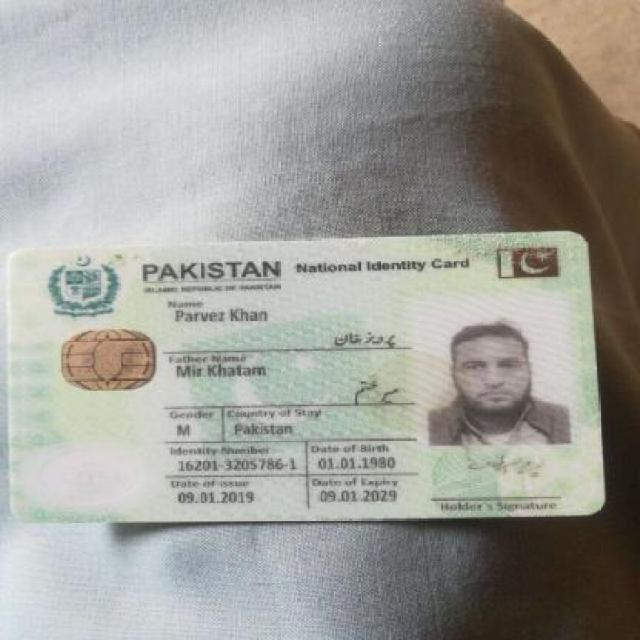 PAKISTAN National Identity Card
ISLAMIC REPUBLIC OF PAKISTAN
Name
Parvez Khan
پرویز خان
Father Name
Mir Khatam
میر ختم
Gender Country of Stay
M Pakistan
Identity Number Date of Birth
16201-3205786-1 01.01.1980
Date of Issue Date of Expiry
09.01.2019 09.01.2029
Holder's Signature